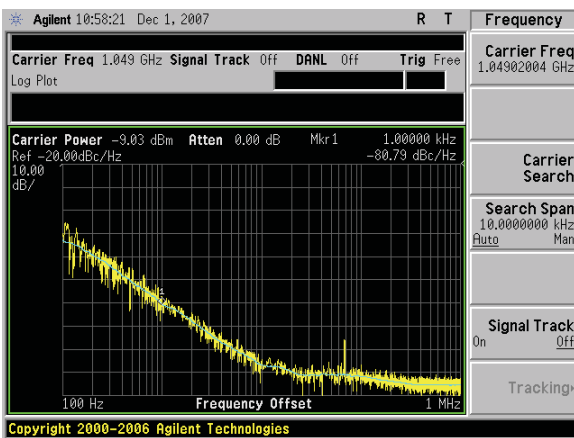 Agilent 10:58:21 Dec 1, 2007 R T
Carrier Freq 1.049 GHz Signal Track Off DANL Off Trig Free
Log Plot
Carrier Power -9.03 dBm Atten 0.00 dB Mkr1 1.00000 kHz
Ref -20.00dBc/Hz -80.79 dBc/Hz
10.00
dB/
1
100 Hz Frequency Offset 1 MHz
Copyright 2000-2006 Agilent Technologies
Frequency
Carrier Freq
1.04902004 GHz
Carrier
Search
Search Span
10.0000000 kHz
Auto Man
Signal Track
On Off
Tracking